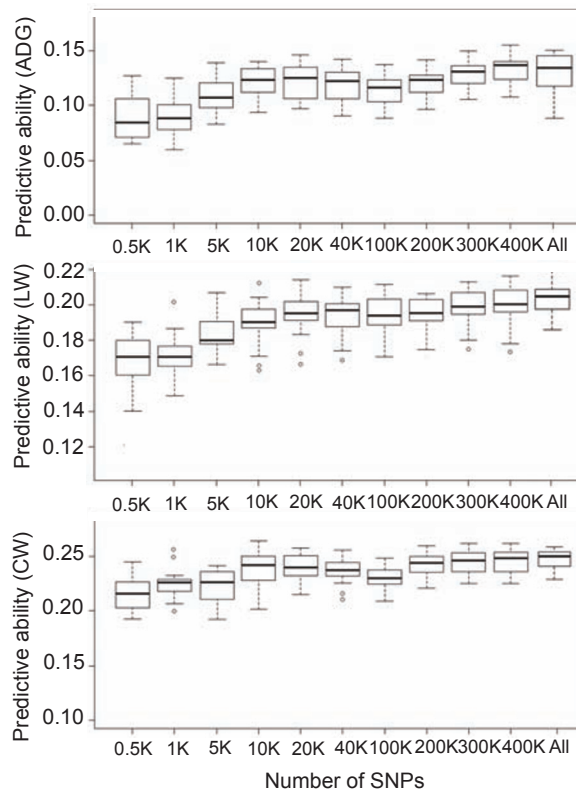 Predictive ability (ADG)
0.15
0.10
0.05
0.00
0.5K 1K 5K 10K 20K 40K 100K 200K 300K 400K All
Predictive ability (LW)
0.22
0.20
0.18
0.16
0.14
0.12
0.5K 1K 5K 10K 20K 40K 100K 200K 300K 400K All
Predictive ability (CW)
0.25
0.20
0.25
0.10
0.5K 1K 5K 10K 20K 40K 100K 200K 300K 400K All
Number of SNPs